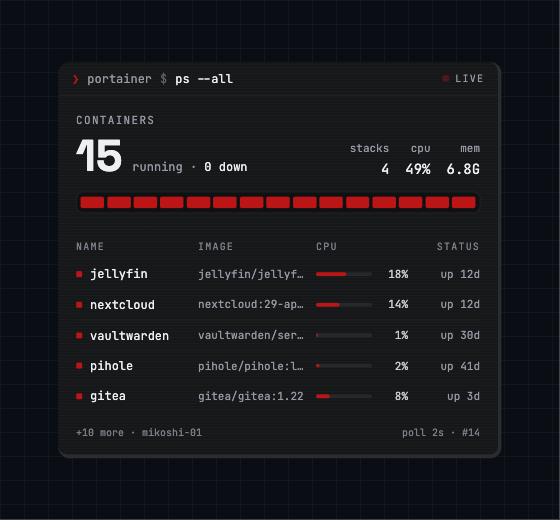 ❯ portainer $ ps --all
LIVE
CONTAINERS
15 running · 0 down
stacks cpu mem
4 49% 6.8G
NAME IMAGE CPU STATUS
jellyfin jellyfin/jellyf… 18% up 12d
nextcloud nextcloud:29-ap… 14% up 12d
vaultwarden vaultwarden/ser… 1% up 30d
pihole pihole/pihole:l… 2% up 41d
gitea gitea/gitea:1.22 8% up 3d
+10 more · mikoshi-01 poll 2s · #14